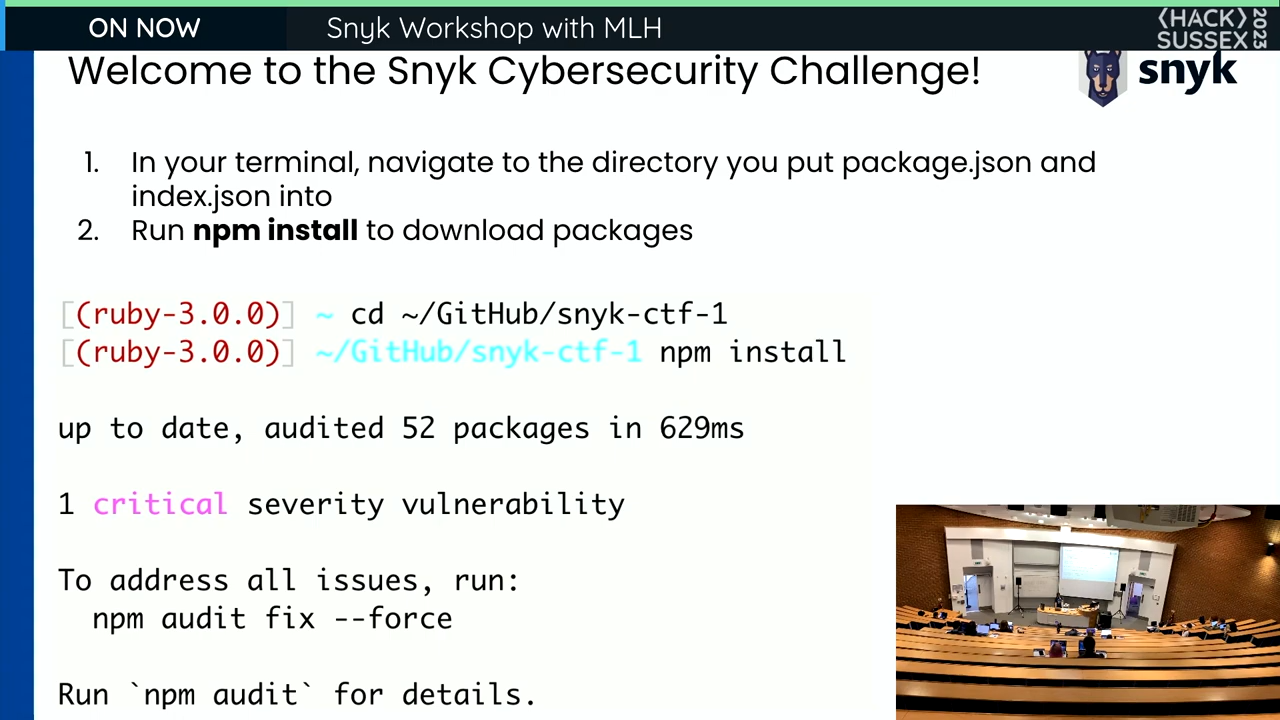 ON NOW
Snyk Workshop with MLH
⟨HACK⟩
SUSSEX
2023
Welcome to the Snyk Cybersecurity Challenge!
snyk
1. In your terminal, navigate to the directory you put package.json and
index.json into
2. Run npm install to download packages
[(ruby-3.0.0)] ~ cd ~/GitHub/snyk-ctf-1
[(ruby-3.0.0)] ~/GitHub/snyk-ctf-1 npm install
up to date, audited 52 packages in 629ms
1 critical severity vulnerability
To address all issues, run:
npm audit fix --force
Run `npm audit` for details.